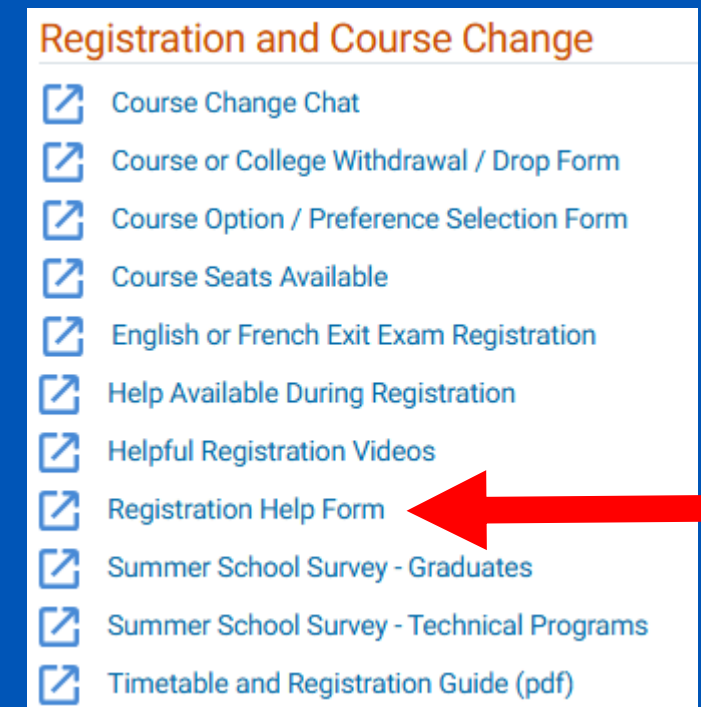 Registration and Course Change
Course Change Chat
Course or College Withdrawal / Drop Form
Course Option / Preference Selection Form
Course Seats Available
English or French Exit Exam Registration
Help Available During Registration
Helpful Registration Videos
Registration Help Form
Summer School Survey - Graduates
Summer School Survey - Technical Programs
Timetable and Registration Guide (pdf)